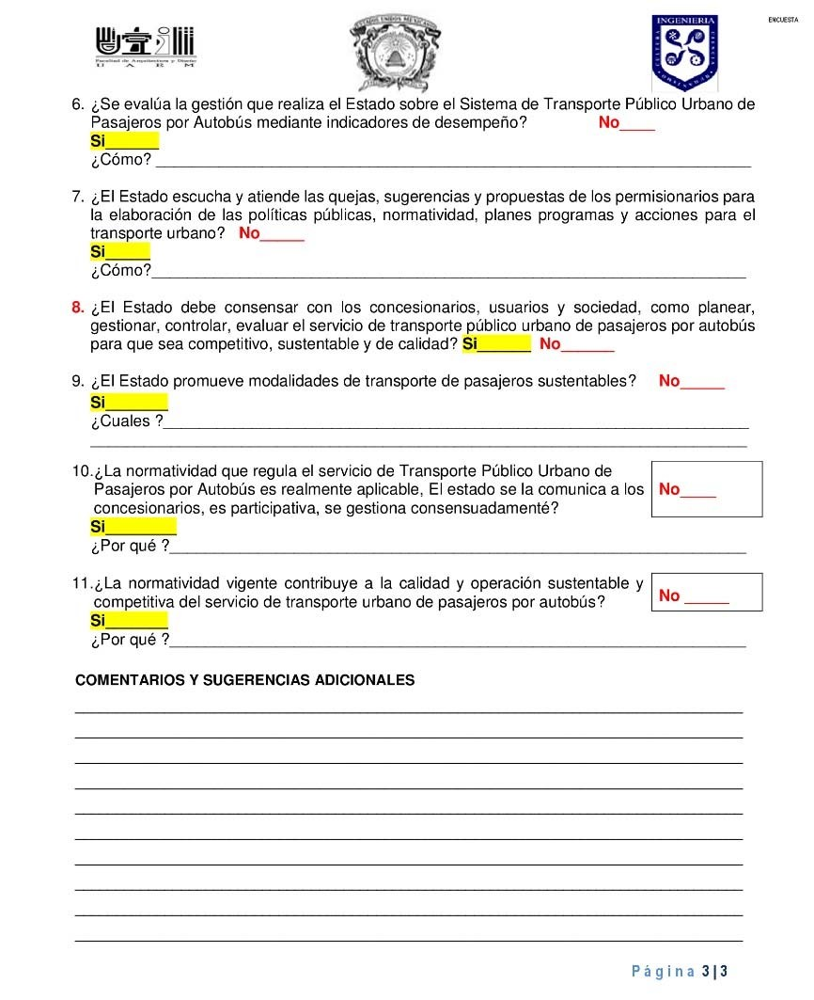 ENCUESTA
Facultad de Arquitectura y Diseño
U A E M
INGENIERIA
6. ¿Se evalúa la gestión que realiza el Estado sobre el Sistema de Transporte Público Urbano de
Pasajeros por Autobús mediante indicadores de desempeño? No____
Si______
¿Cómo? ____________________
7. ¿El Estado escucha y atiende las quejas, sugerencias y propuestas de los permisionarios para
la elaboración de las políticas públicas, normatividad, planes programas y acciones para el
transporte urbano? No_____
Si_____
¿Cómo?____________________
8. ¿El Estado debe consensar con los concesionarios, usuarios y sociedad, como planear,
gestionar, controlar, evaluar el servicio de transporte público urbano de pasajeros por autobús
para que sea competitivo, sustentable y de calidad? Si______ No______
9. ¿El Estado promueve modalidades de transporte de pasajeros sustentables? No_____
Si_______
¿Cuales ?____________________
10.¿La normatividad que regula el servicio de Transporte Público Urbano de
Pasajeros por Autobús es realmente aplicable, El estado se la comunica a los No____
concesionarios, es participativa, se gestiona consensuadamenté?
Si________
¿Por qué ?____________________
11.¿La normatividad vigente contribuye a la calidad y operación sustentable y
competitiva del servicio de transporte urbano de pasajeros por autobús? No _____
Si_______
¿Por qué ?____________________
COMENTARIOS Y SUGERENCIAS ADICIONALES
Página 3|3